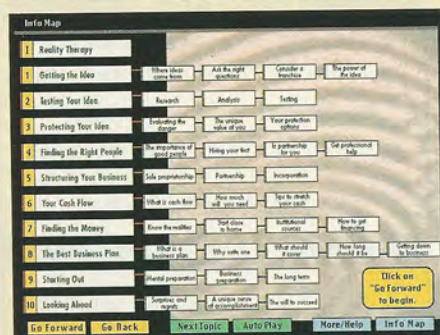 Info Map
I Reality Therapy
1 Getting the Idea
Where ideas come from
Ask the right questions
Consider a franchise
The power of the idea
2 Testing Your Idea
Research
Analysis
Testing
3 Protecting Your Idea
Evaluating the danger
The unique value of you
Your protection options
4 Finding the Right People
The importance of good people
Hiring your first
Is partnership for you
Get professional help
5 Structuring Your Business
Sole proprietorship
Partnership
Incorporation
6 Your Cash Flow
What is cash flow
How much will you need
Tips to stretch your cash
7 Finding the Money
Know the realities
Start close to home
Institutional sources
How to get financing
8 The Best Business Plan
What is a business plan
Why write one
What should it cover
How long should it be
Getting down to business
9 Starting Out
Mental preparation
Business preparation
The long term
10 Looking Ahead
Surprises and regrets
A unique sense of accomplishment
The will to succeed
Click on
"Go Forward"
to begin.
Go Forward
Go Back
Next Topic
Auto Play
More/Help
Info Map